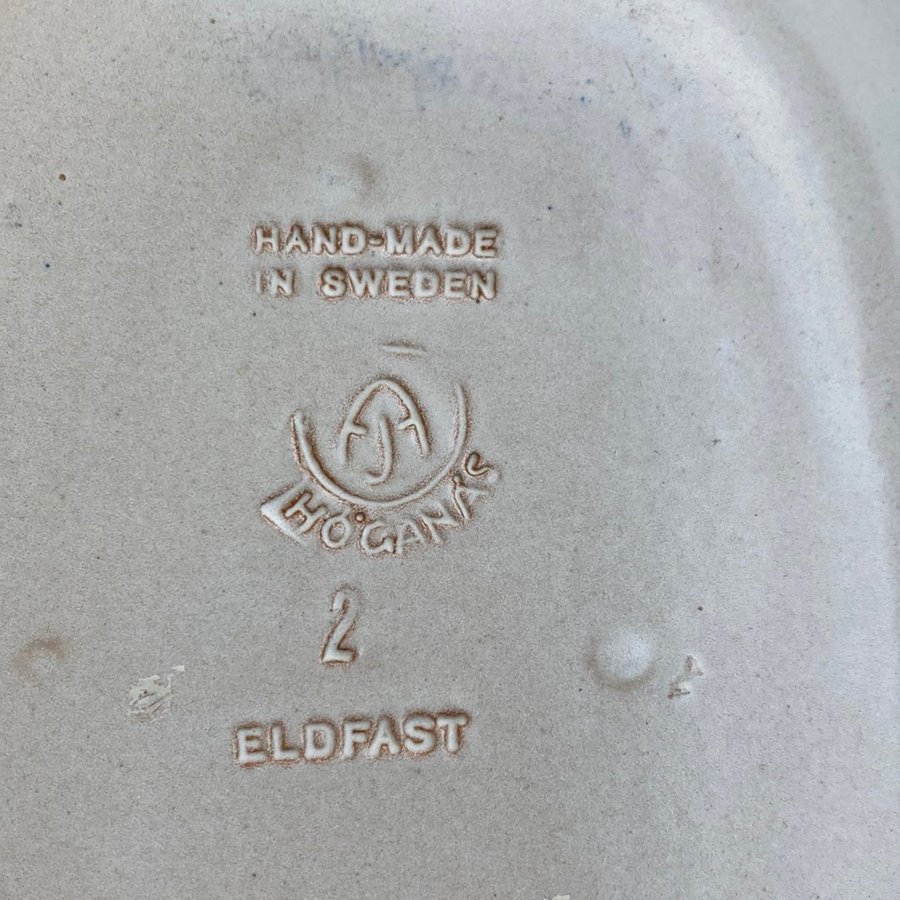 HAND-MADE
IN SWEDEN
HÖGANÄS
2
ELDFAST